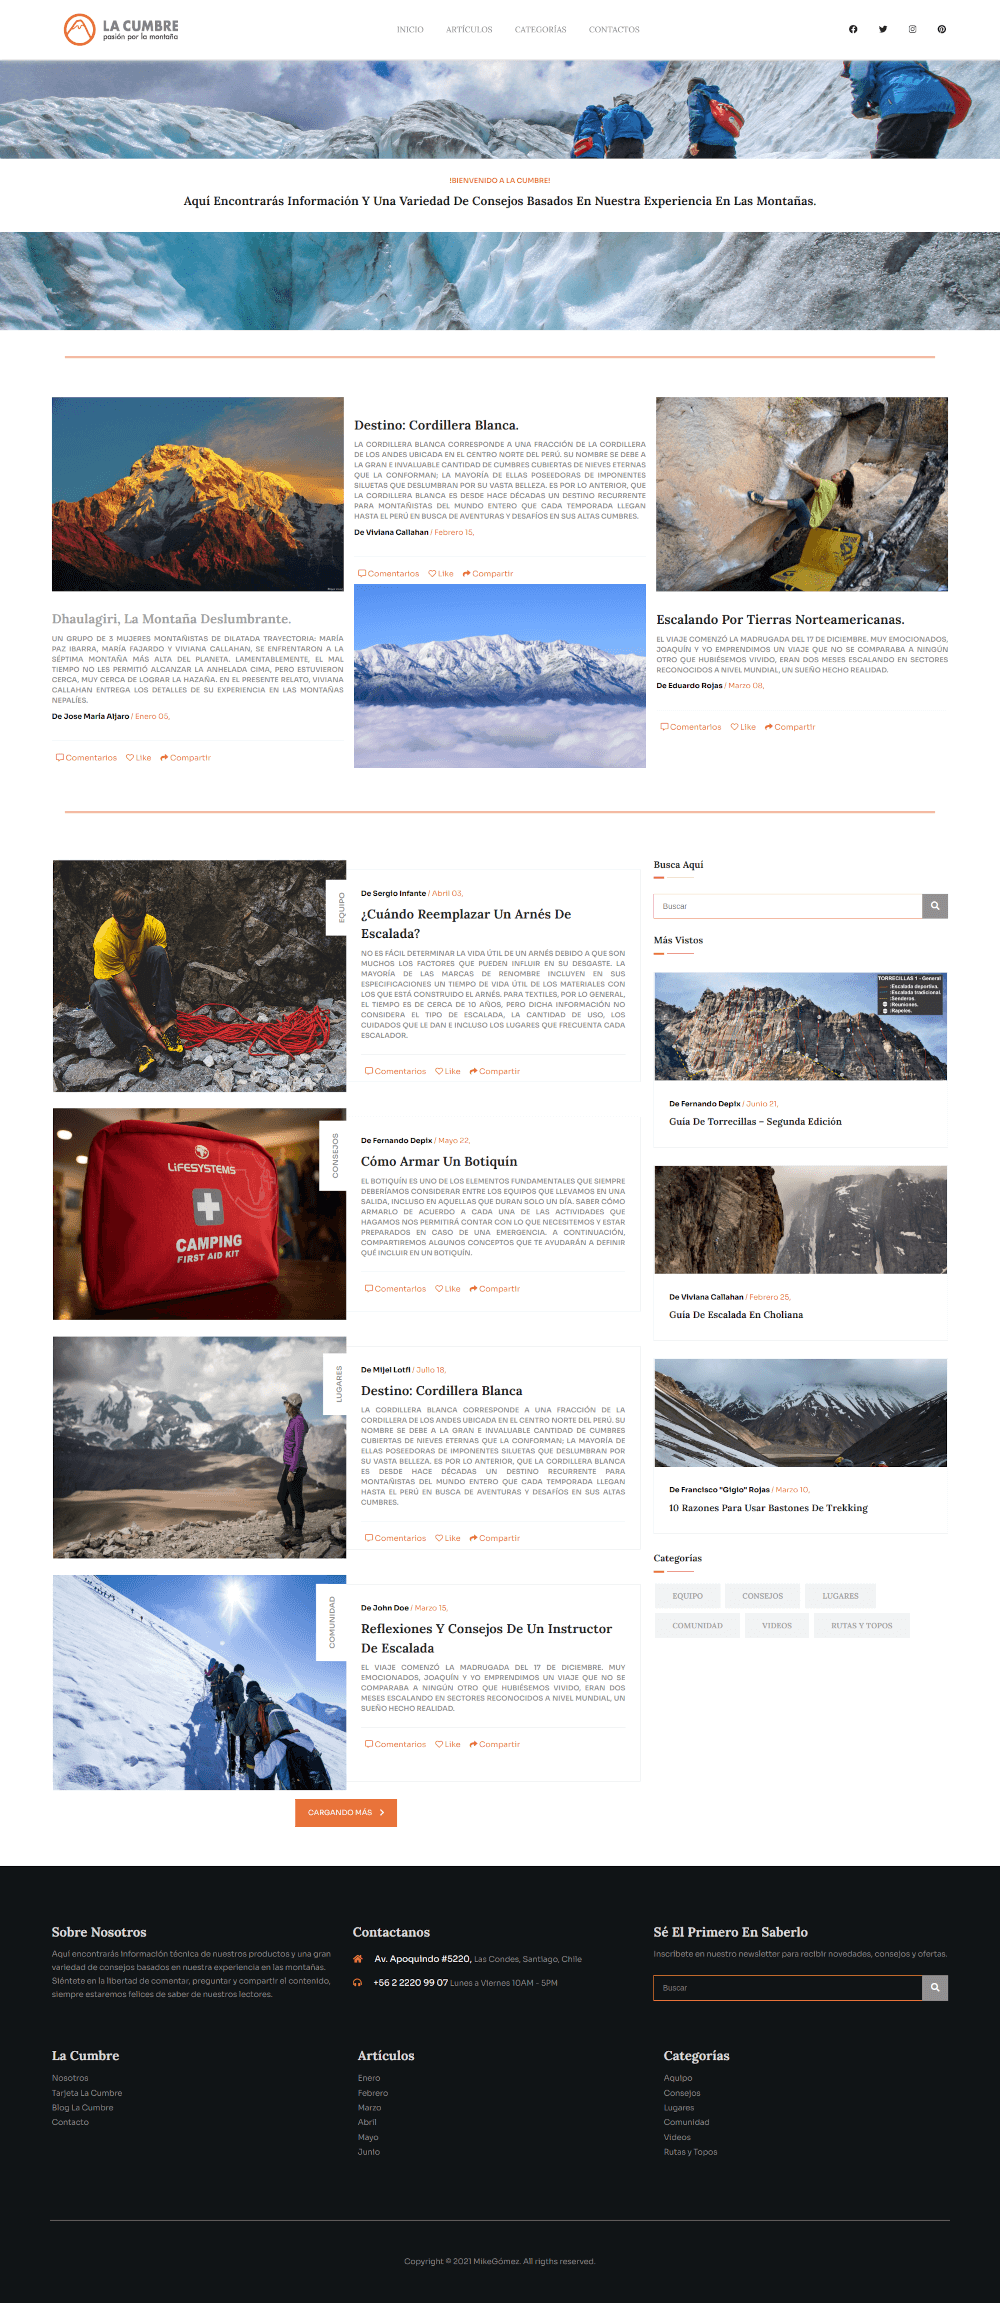 LA CUMBRE
pasión por la montaña
INICIO ARTÍCULOS CATEGORÍAS CONTACTOS
!BIENVENIDO A LA CUMBRE!
Aquí Encontrarás Información Y Una Variedad De Consejos Basados En Nuestra Experiencia En Las Montañas.
Dhaulagiri, La Montaña Deslumbrante.
UN GRUPO DE 3 MUJERES MONTAÑISTAS DE DILATADA TRAYECTORIA: MARÍA
PAZ IBARRA, MARÍA FAJARDO Y VIVIANA CALLAHAN, SE ENFRENTARON A LA
SÉPTIMA MONTAÑA MÁS ALTA DEL PLANETA. LAMENTABLEMENTE, EL MAL
TIEMPO NO LES PERMITIÓ ALCANZAR LA ANHELADA CIMA, PERO ESTUVIERON
CERCA, MUY CERCA DE LOGRAR LA HAZAÑA. EN EL PRESENTE RELATO, VIVIANA
CALLAHAN ENTREGA LOS DETALLES DE SU EXPERIENCIA EN LAS MONTAÑAS
NEPALÍES.
De Jose Maria Aljaro / Enero 05,
Comentarios Like Compartir
Destino: Cordillera Blanca.
LA CORDILLERA BLANCA CORRESPONDE A UNA FRACCIÓN DE LA CORDILLERA
DE LOS ANDES UBICADA EN EL CENTRO NORTE DEL PERÚ. SU NOMBRE SE DEBE A
LA GRAN E INVALUABLE CANTIDAD DE CUMBRES CUBIERTAS DE NIEVES ETERNAS
QUE LA CONFORMAN; LA MAYORÍA DE ELLAS POSEEDORAS DE IMPONENTES
SILUETAS QUE DESLUMBRAN POR SU VASTA BELLEZA. ES POR LO ANTERIOR, QUE
LA CORDILLERA BLANCA ES DESDE HACE DÉCADAS UN DESTINO RECURRENTE
PARA MONTAÑISTAS DEL MUNDO ENTERO QUE CADA TEMPORADA LLEGAN
HASTA EL PERÚ EN BUSCA DE AVENTURAS Y DESAFÍOS EN SUS ALTAS CUMBRES.
De Viviana Callahan / Febrero 15,
Comentarios Like Compartir
Escalando Por Tierras Norteamericanas.
EL VIAJE COMENZÓ LA MADRUGADA DEL 17 DE DICIEMBRE. MUY EMOCIONADOS,
JOAQUÍN Y YO EMPRENDIMOS UN VIAJE QUE NO SE COMPARABA A NINGÚN
OTRO QUE HUBIÉSEMOS VIVIDO, ERAN DOS MESES ESCALANDO EN SECTORES
RECONOCIDOS A NIVEL MUNDIAL, UN SUEÑO HECHO REALIDAD.
De Eduardo Rojas / Marzo 08,
Comentarios Like Compartir
EQUIPO
De Sergio Infante / Abril 03,
¿Cuándo Reemplazar Un Arnés De
Escalada?
NO ES FÁCIL DETERMINAR LA VIDA ÚTIL DE UN ARNÉS DEBIDO A QUE SON
MUCHOS LOS FACTORES QUE PUEDEN INFLUIR EN SU DESGASTE. LA
MAYORÍA DE LAS MARCAS DE RENOMBRE INCLUYEN EN SUS
ESPECIFICACIONES UN TIEMPO DE VIDA ÚTIL DE LOS MATERIALES CON
LOS QUE ESTÁ CONSTRUIDO EL ARNÉS. PARA TEXTILES, POR LO GENERAL,
EL TIEMPO ES DE CERCA DE 10 AÑOS, PERO DICHA INFORMACIÓN NO
CONSIDERA EL TIPO DE ESCALADA, LA CANTIDAD DE USO, LOS
CUIDADOS QUE LE DAN E INCLUSO LOS LUGARES QUE FRECUENTA CADA
ESCALADOR.
Comentarios Like Compartir
LIFESYSTEMS
CAMPING
FIRST AID KIT
CONSEJOS
De Fernando Depix / Mayo 22,
Cómo Armar Un Botiquín
EL BOTIQUÍN ES UNO DE LOS ELEMENTOS FUNDAMENTALES QUE SIEMPRE
DEBERÍAMOS CONSIDERAR ENTRE LOS EQUIPOS QUE LLEVAMOS EN UNA
SALIDA, INCLUSO EN AQUELLAS QUE DURAN SOLO UN DÍA. SABER CÓMO
ARMARLO DE ACUERDO A CADA UNA DE LAS ACTIVIDADES QUE
HAGAMOS NOS PERMITIRÁ CONTAR CON LO QUE NECESITEMOS Y ESTAR
PREPARADOS EN CASO DE UNA EMERGENCIA. A CONTINUACIÓN,
COMPARTIREMOS ALGUNOS CONCEPTOS QUE TE AYUDARÁN A DEFINIR
QUÉ INCLUIR EN UN BOTIQUÍN.
Comentarios Like Compartir
LUGARES
De Mijel Lotfi / Julio 18,
Destino: Cordillera Blanca
LA CORDILLERA BLANCA CORRESPONDE A UNA FRACCIÓN DE LA
CORDILLERA DE LOS ANDES UBICADA EN EL CENTRO NORTE DEL PERÚ. SU
NOMBRE SE DEBE A LA GRAN E INVALUABLE CANTIDAD DE CUMBRES
CUBIERTAS DE NIEVES ETERNAS QUE LA CONFORMAN; LA MAYORÍA DE
ELLAS POSEEDORAS DE IMPONENTES SILUETAS QUE DESLUMBRAN POR
SU VASTA BELLEZA. ES POR LO ANTERIOR, QUE LA CORDILLERA BLANCA
ES DESDE HACE DÉCADAS UN DESTINO RECURRENTE PARA
MONTAÑISTAS DEL MUNDO ENTERO QUE CADA TEMPORADA LLEGAN
HASTA EL PERÚ EN BUSCA DE AVENTURAS Y DESAFÍOS EN SUS ALTAS
CUMBRES.
Comentarios Like Compartir
COMUNIDAD
De John Doe / Marzo 15,
Reflexiones Y Consejos De Un Instructor
De Escalada
EL VIAJE COMENZÓ LA MADRUGADA DEL 17 DE DICIEMBRE. MUY
EMOCIONADOS, JOAQUÍN Y YO EMPRENDIMOS UN VIAJE QUE NO SE
COMPARABA A NINGÚN OTRO QUE HUBIÉSEMOS VIVIDO, ERAN DOS
MESES ESCALANDO EN SECTORES RECONOCIDOS A NIVEL MUNDIAL, UN
SUEÑO HECHO REALIDAD.
Comentarios Like Compartir
CARGANDO MÁS
Busca Aquí
Buscar
Más Vistos
TORRECILLAS 1 - General
:Escalada deportiva.
:Escalada tradicional.
:Senderos.
:Reuniones.
:Rapeles.
De Fernando Depix / Junio 21,
Guía De Torrecillas – Segunda Edición
De Viviana Callahan / Febrero 25,
Guía De Escalada En Choliana
De Francisco "Gigio" Rojas / Marzo 10,
10 Razones Para Usar Bastones De Trekking
Categorías
EQUIPO CONSEJOS LUGARES
COMUNIDAD VIDEOS RUTAS Y TOPOS
Sobre Nosotros
Aquí encontrarás información técnica de nuestros productos y una gran
variedad de consejos basados en nuestra experiencia en las montañas.
Siéntete en la libertad de comentar, preguntar y compartir el contenido,
siempre estaremos felices de saber de nuestros lectores.
Contactanos
Av. Apoquindo #5220, Las Condes, Santiago, Chile
+56 2 2220 99 07 Lunes a Viernes 10AM - 5PM
Sé El Primero En Saberlo
Inscríbete en nuestro newsletter para recibir novedades, consejos y ofertas.
Buscar
La Cumbre
Nosotros
Tarjeta La Cumbre
Blog La Cumbre
Contacto
Artículos
Enero
Febrero
Marzo
Abril
Mayo
Junio
Categorías
Aquipo
Consejos
Lugares
Comunidad
Videos
Rutas y Topos
Copyright © 2021 MikeGómez. All rigths reserved.